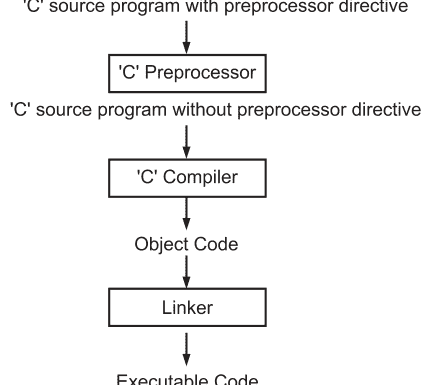 'C' source program with preprocessor directive
'C' Preprocessor
'C' source program without preprocessor directive
'C' Compiler
Object Code
Linker
Executable Code